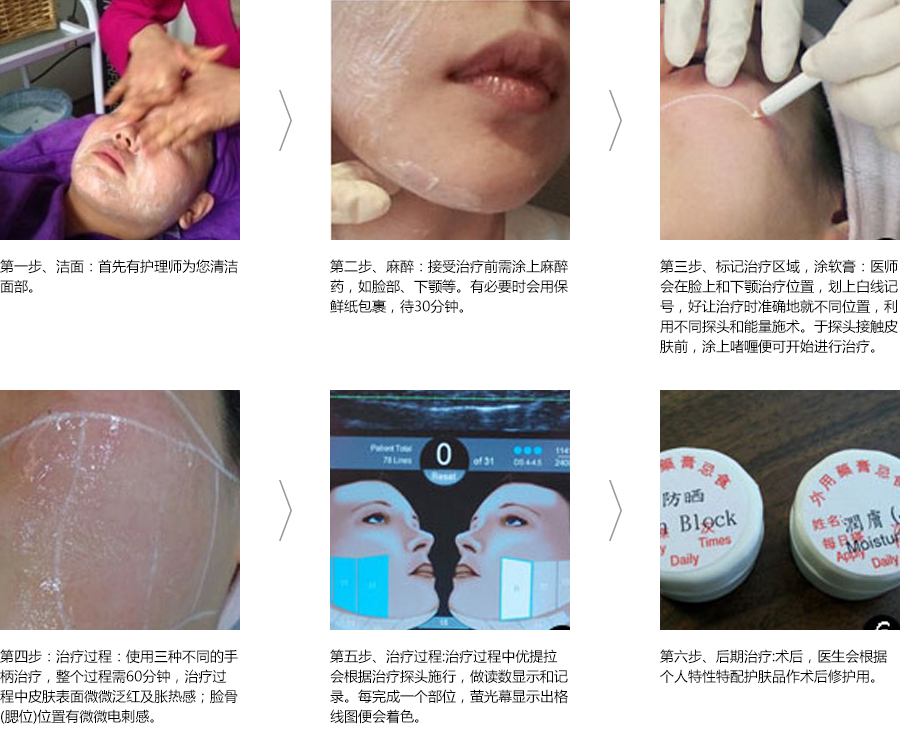 第一步、洁面：首先有护理师为您清洁
面部。
第二步、麻醉：接受治疗前需涂上麻醉
药，如脸部、下颚等。有必要时会用保
鲜纸包裹，待30分钟。
第三步、标记治疗区域，涂软膏：医师
会在脸上和下颚治疗位置，划上白线记
号，好让治疗时准确地就不同位置，利
用不同探头和能量施术。于探头接触皮
肤前，涂上啫喱便可开始进行治疗。
Patient Total
78 Lines
0
of 31
Reset
DS 4-4.5
藥膏忌食
防晒
Block
Times
Daily
外用藥膏忌食
姓名
潤膚
每日
Moistu
Apply
Daily
第四步：治疗过程：使用三种不同的手
柄治疗，整个过程需60分钟，治疗过
程中皮肤表面微微泛红及胀热感；脸骨
(腮位)位置有微微电刺感。
第五步、治疗过程:治疗过程中优提拉
会根据治疗探头施行，做读数显示和记
录。每完成一个部位，萤光幕显示出格
线图便会着色。
第六步、后期治疗:术后，医生会根据
个人特性特配护肤品作术后修护用。